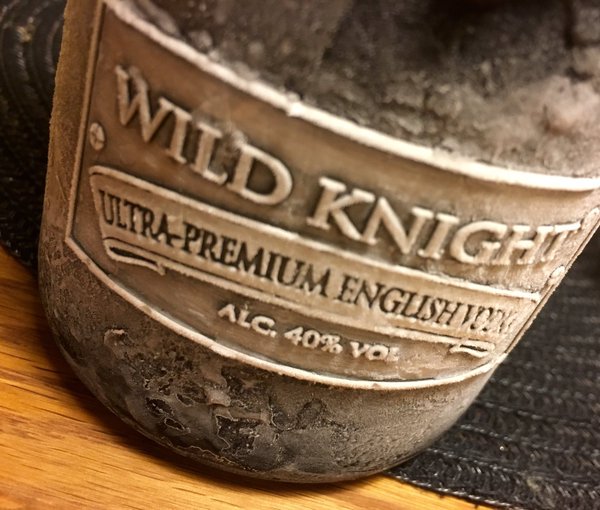 WILD KNIGHT
ULTRA-PREMIUM ENGLISH
ALC. 40% VOL